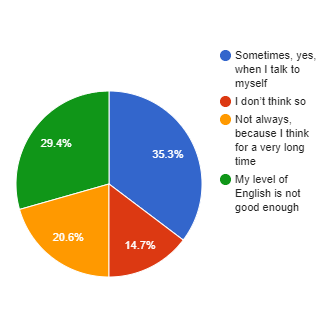 Sometimes, yes,
when I talk to
myself
I don't think so
Not always,
because I think
for a very long
time
My level of
English is not
good enough
35.3%
14.7%
20.6%
29.4%